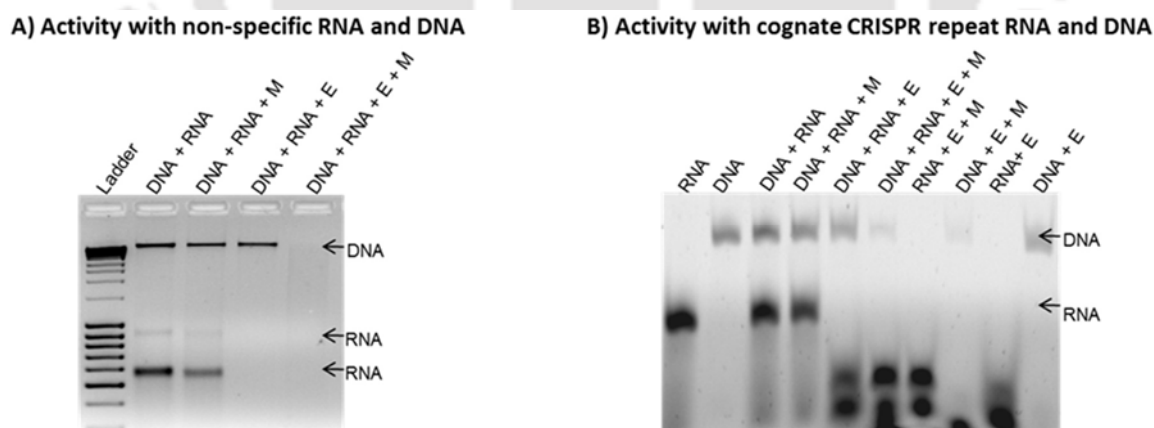 A) Activity with non-specific RNA and DNA
Ladder
DNA + RNA
DNA + RNA + M
DNA + RNA + E
DNA + RNA + E + M
DNA
RNA
RNA
B) Activity with cognate CRISPR repeat RNA and DNA
RNA
DNA
DNA + RNA
DNA + RNA + M
DNA + RNA + E
DNA + RNA + E + M
RNA + E + M
DNA + E + M
RNA+ E
DNA + E
DNA
RNA